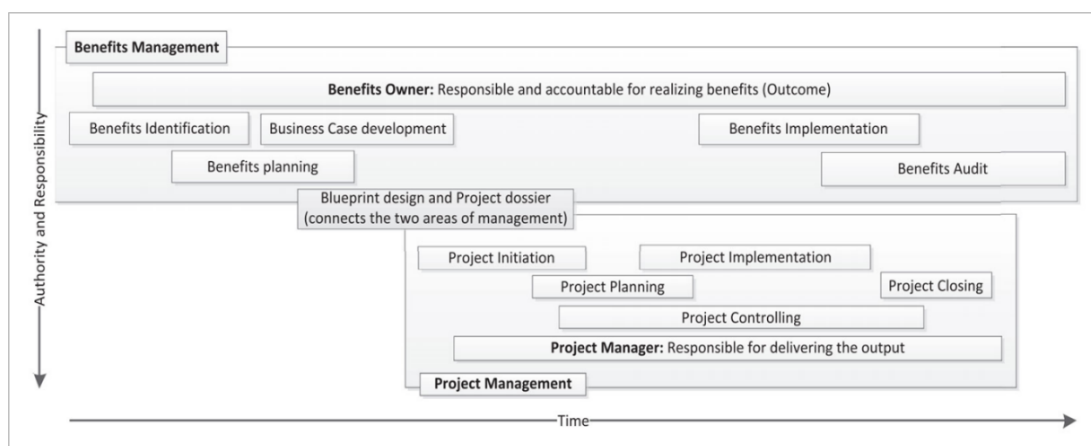 Benefits Management
Benefits Owner: Responsible and accountable for realizing benefits (Outcome)
Benefits Identification
Business Case development
Benefits Implementation
Benefits planning
Benefits Audit
Blueprint design and Project dossier
(connects the two areas of management)
Project Initiation
Project Implementation
Project Planning
Project Closing
Project Controlling
Project Manager: Responsible for delivering the output
Project Management
Authority and Responsibility
Time